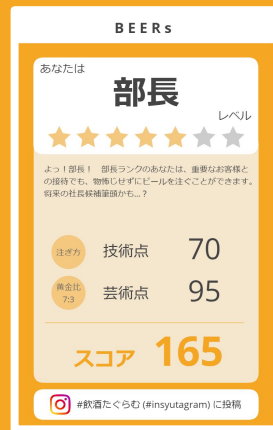 BEERs
あなたは
部長
レベル
よっ！部長！ 部長ランクのあなたは、重要なお客様と
の接待でも、物怖じせずにビールを注ぐことができます。
将来の社長候補筆頭かも…？
注ぎ方 技術点 70
黄金比
7:3
芸術点 95
スコア 165
#飲酒たぐらむ (#insyutagram) に投稿